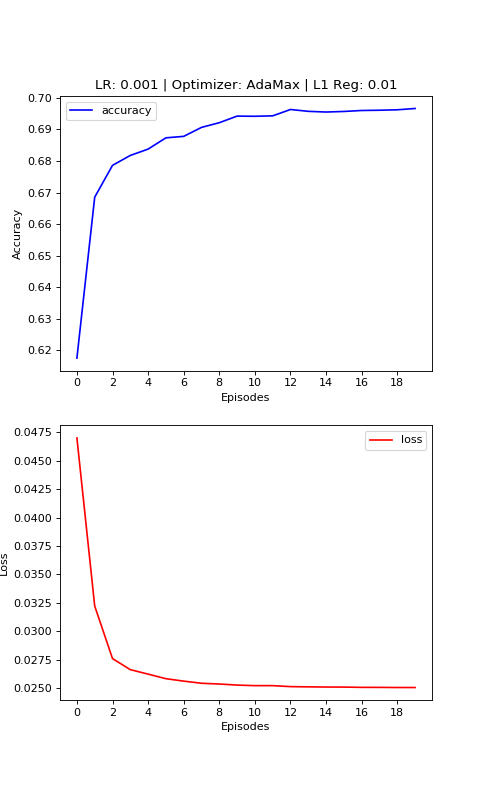 LR: 0.001 | Optimizer: AdaMax | L1 Reg: 0.01
accuracy
Accuracy
0.70
0.69
0.68
0.67
0.66
0.65
0.64
0.63
0.62
0 2 4 6 8 10 12 14 16 18
Episodes
loss
Loss
0.0475
0.0450
0.0425
0.0400
0.0375
0.0350
0.0325
0.0300
0.0275
0.0250
0 2 4 6 8 10 12 14 16 18
Episodes